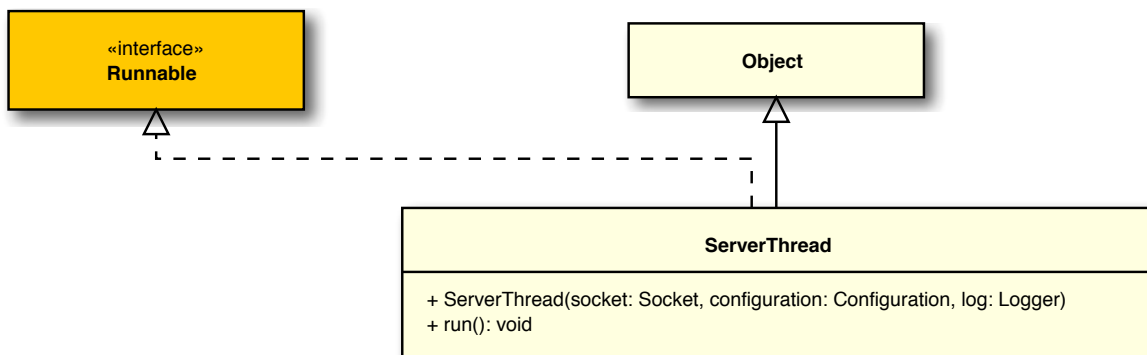 «interface»
Runnable
Object
ServerThread
+ ServerThread(socket: Socket, configuration: Configuration, log: Logger)
+ run(): void